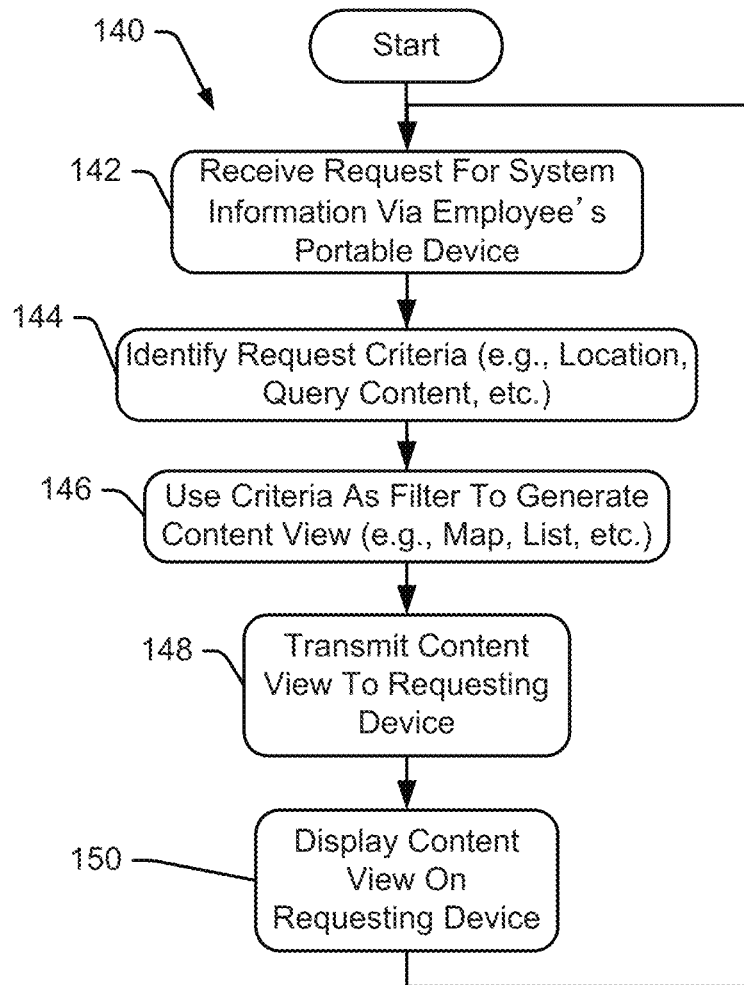 140
Start
142
Receive Request For System
Information Via Employee's
Portable Device
144
Identify Request Criteria (e.g., Location,
Query Content, etc.)
146
Use Criteria As Filter To Generate
Content View (e.g., Map, List, etc.)
148
Transmit Content
View To Requesting
Device
150
Display Content
View On
Requesting Device